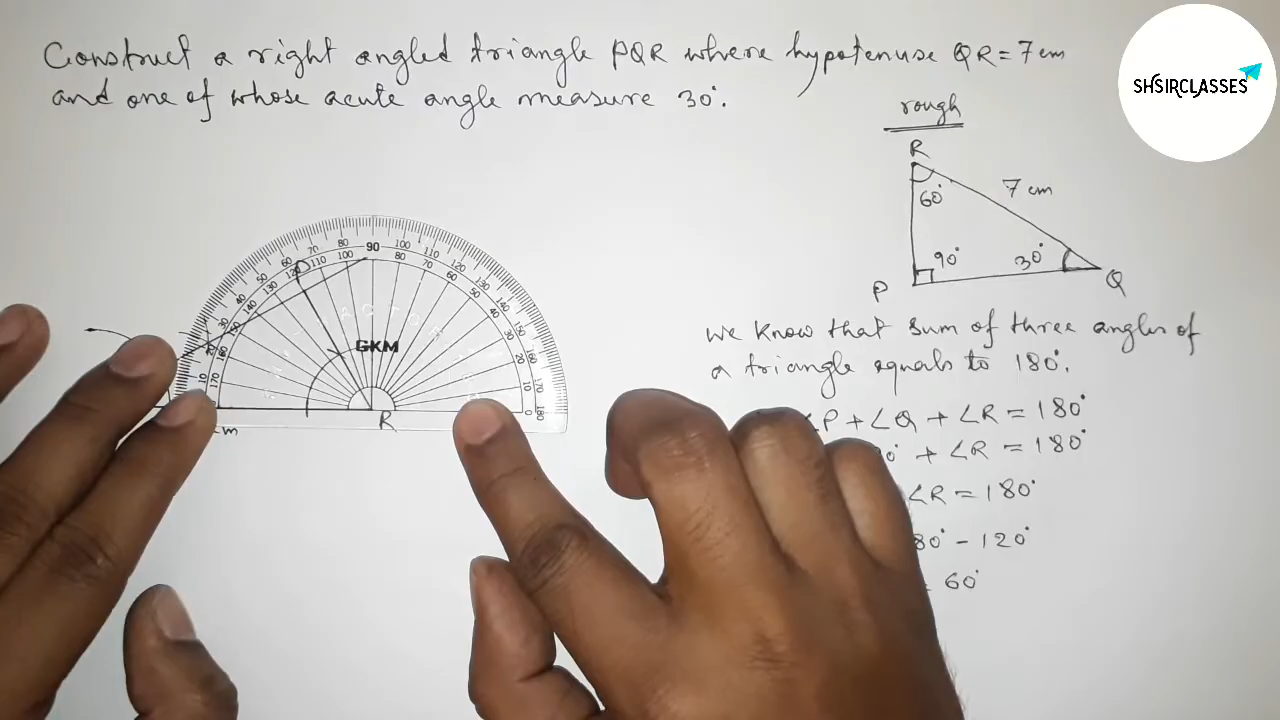 Construct a right angled triangle PQR where hypotenuse QR = 7 cm
and one of whose acute angle measure 30°.
SHSIRCLASSES
rough
R
60°
7 cm
90°
30°
P
Q
We know that sum of three angles of
a triangle equals to 180°.
∠P + ∠Q + ∠R = 180°
+ ∠R = 180°
∠R = 180°
- 120°
60°
GKM
R